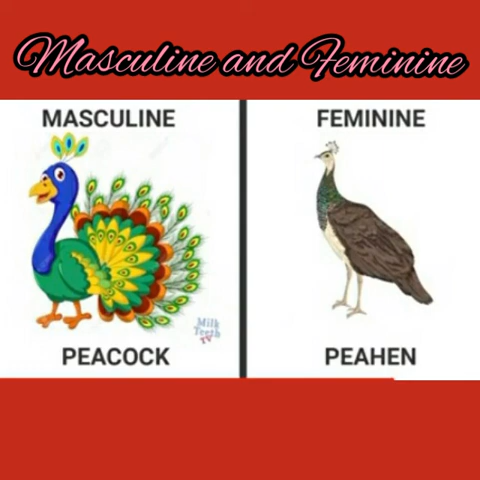 Masculine and Feminine
MASCULINE
FEMININE
Milk
Teeth
TV
PEACOCK
PEAHEN